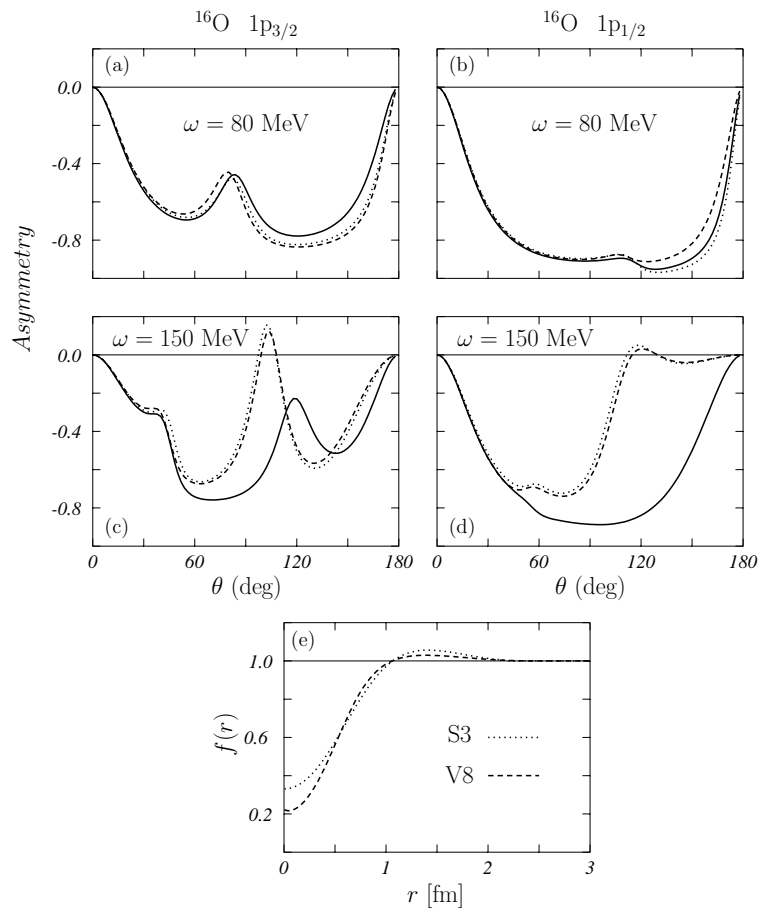 ¹⁶O 1p₃/₂
¹⁶O 1p₁/₂
(a)
(b)
0.0
-0.4
-0.8
ω = 80 MeV
ω = 80 MeV
Asymmetry
ω = 150 MeV
ω = 150 MeV
0.0
-0.4
-0.8
(c)
(d)
0 60 120 180
0 60 120 180
θ (deg)
θ (deg)
(e)
1.0
0.6
0.2
f(r)
S3
V8
0 1 2 3
r [fm]